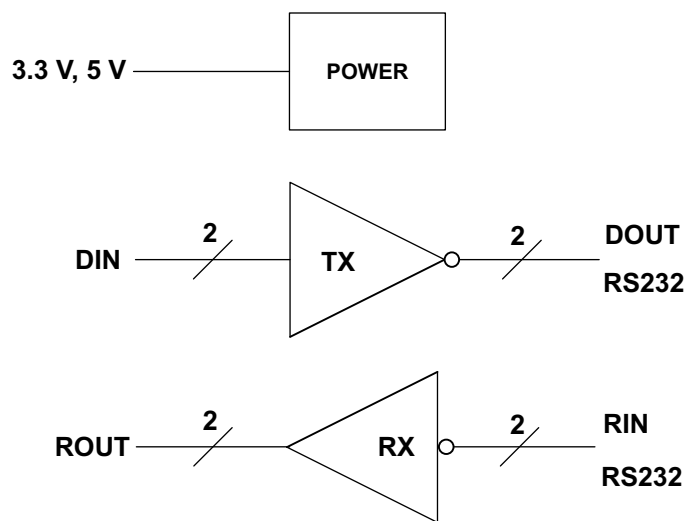 3.3 V, 5 V
POWER
2
2
DOUT
DIN
TX
RS232
2
2
RIN
ROUT
RX
RS232